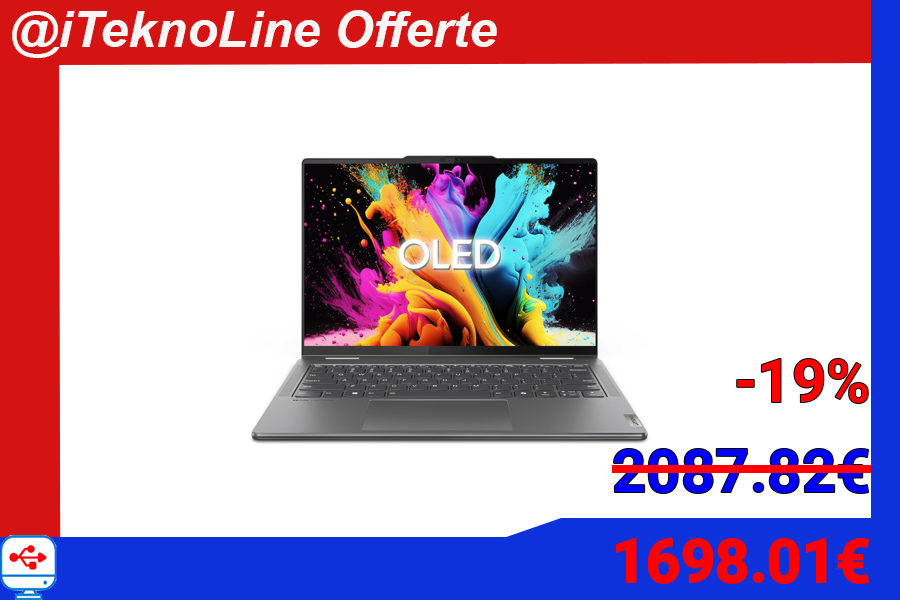 @iTeknoLine Offerte
OLED
-19%
2087.82€
1698.01€